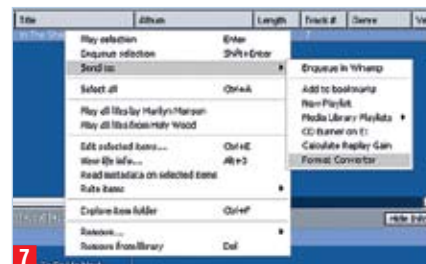 Title Album Length Track # Genre
In The Sha
Play selection Enter
Enqueue selection Shift+Enter
Send to:
Select all Ctrl+A
Play all files by Marilyn Manson
Play all files from Holy Wood
Edit selected items... Ctrl+E
View file info... Alt+3
Read metadata on selected items
Rate items
Explore item folder Ctrl+F
Remove...
Remove from library Del
Enqueue in Winamp
Add to bookmarks
New Playlist
Media Library Playlists
CD Burner on E:
Calculate Replay Gain
Format Converter
Hide Info
7